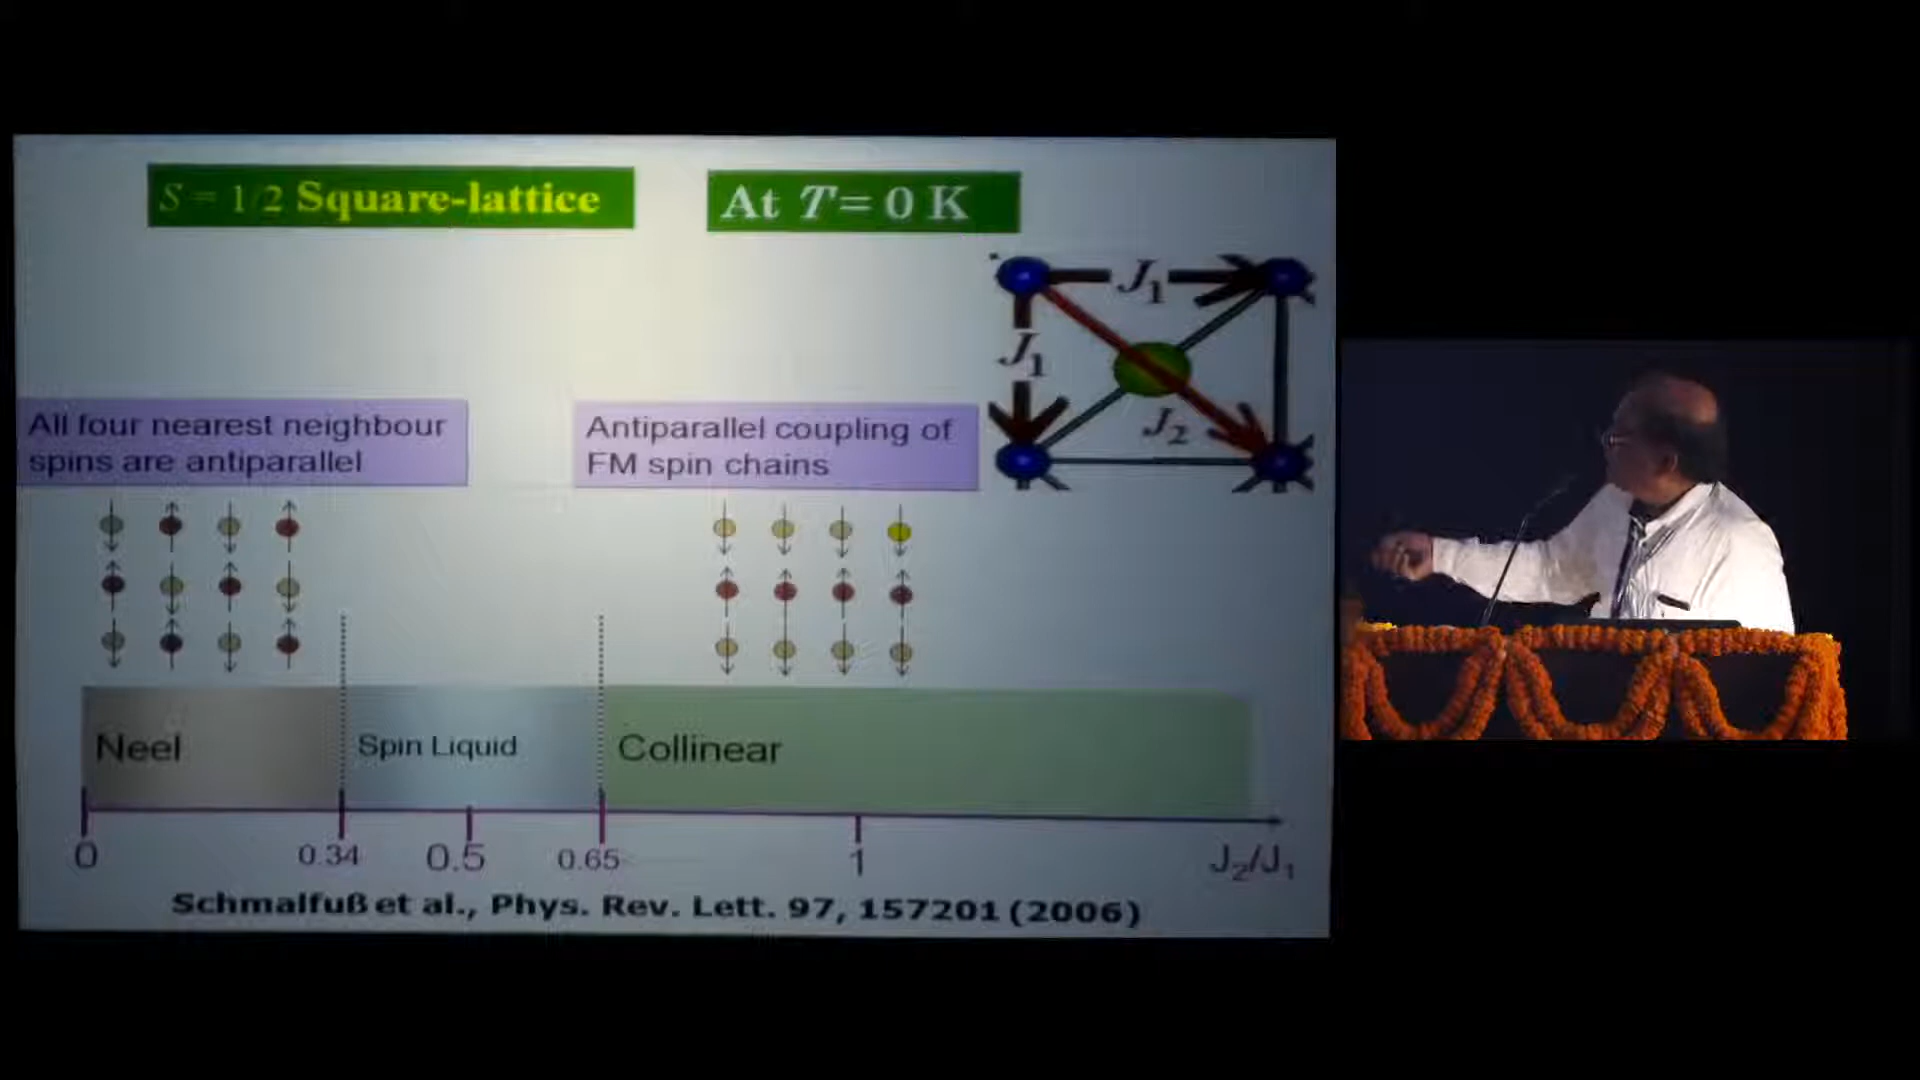 S = 1/2 Square-lattice
At T = 0 K
J1
J1
J2
All four nearest neighbour
spins are antiparallel
Antiparallel coupling of
FM spin chains
Neel
Spin Liquid
Collinear
0
0.34
0.5
0.65
1
J2/J1
Schmalfuß et al., Phys. Rev. Lett. 97, 157201 (2006)